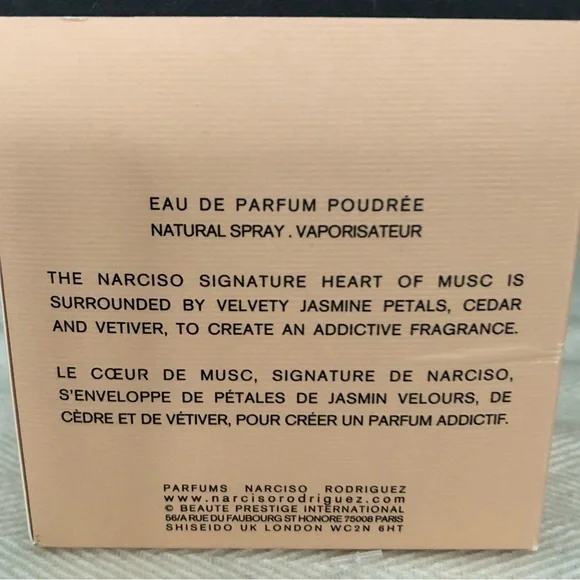 EAU DE PARFUM POUDRÉE
NATURAL SPRAY . VAPORISATEUR
THE NARCISO SIGNATURE HEART OF MUSC IS
SURROUNDED BY VELVETY JASMINE PETALS, CEDAR
AND VETIVER, TO CREATE AN ADDICTIVE FRAGRANCE.
LE CŒUR DE MUSC, SIGNATURE DE NARCISO,
S'ENVELOPPE DE PÉTALES DE JASMIN VELOURS, DE
CÈDRE ET DE VÉTIVER, POUR CRÉER UN PARFUM ADDICTIF.
PARFUMS NARCISO RODRIGUEZ
www.narcisorodriguez.com
© BEAUTE PRESTIGE INTERNATIONAL
56/A RUE DU FAUBOURG ST HONORE 75008 PARIS
SHISEIDO UK LONDON WC2N 6HT